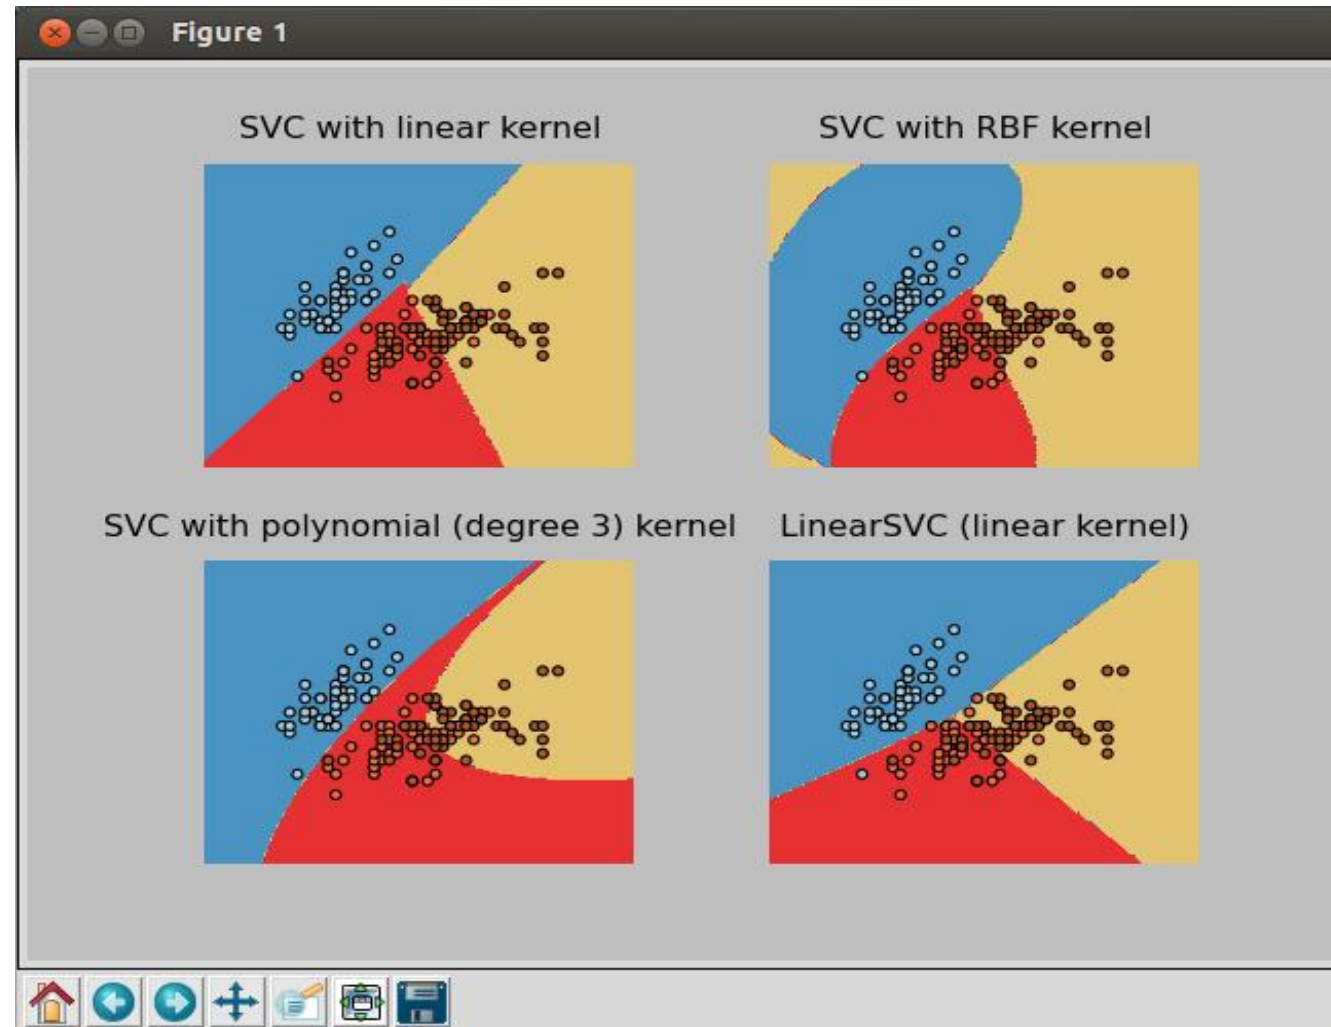 Figure 1
SVC with linear kernel
SVC with RBF kernel
SVC with polynomial (degree 3) kernel
LinearSVC (linear kernel)